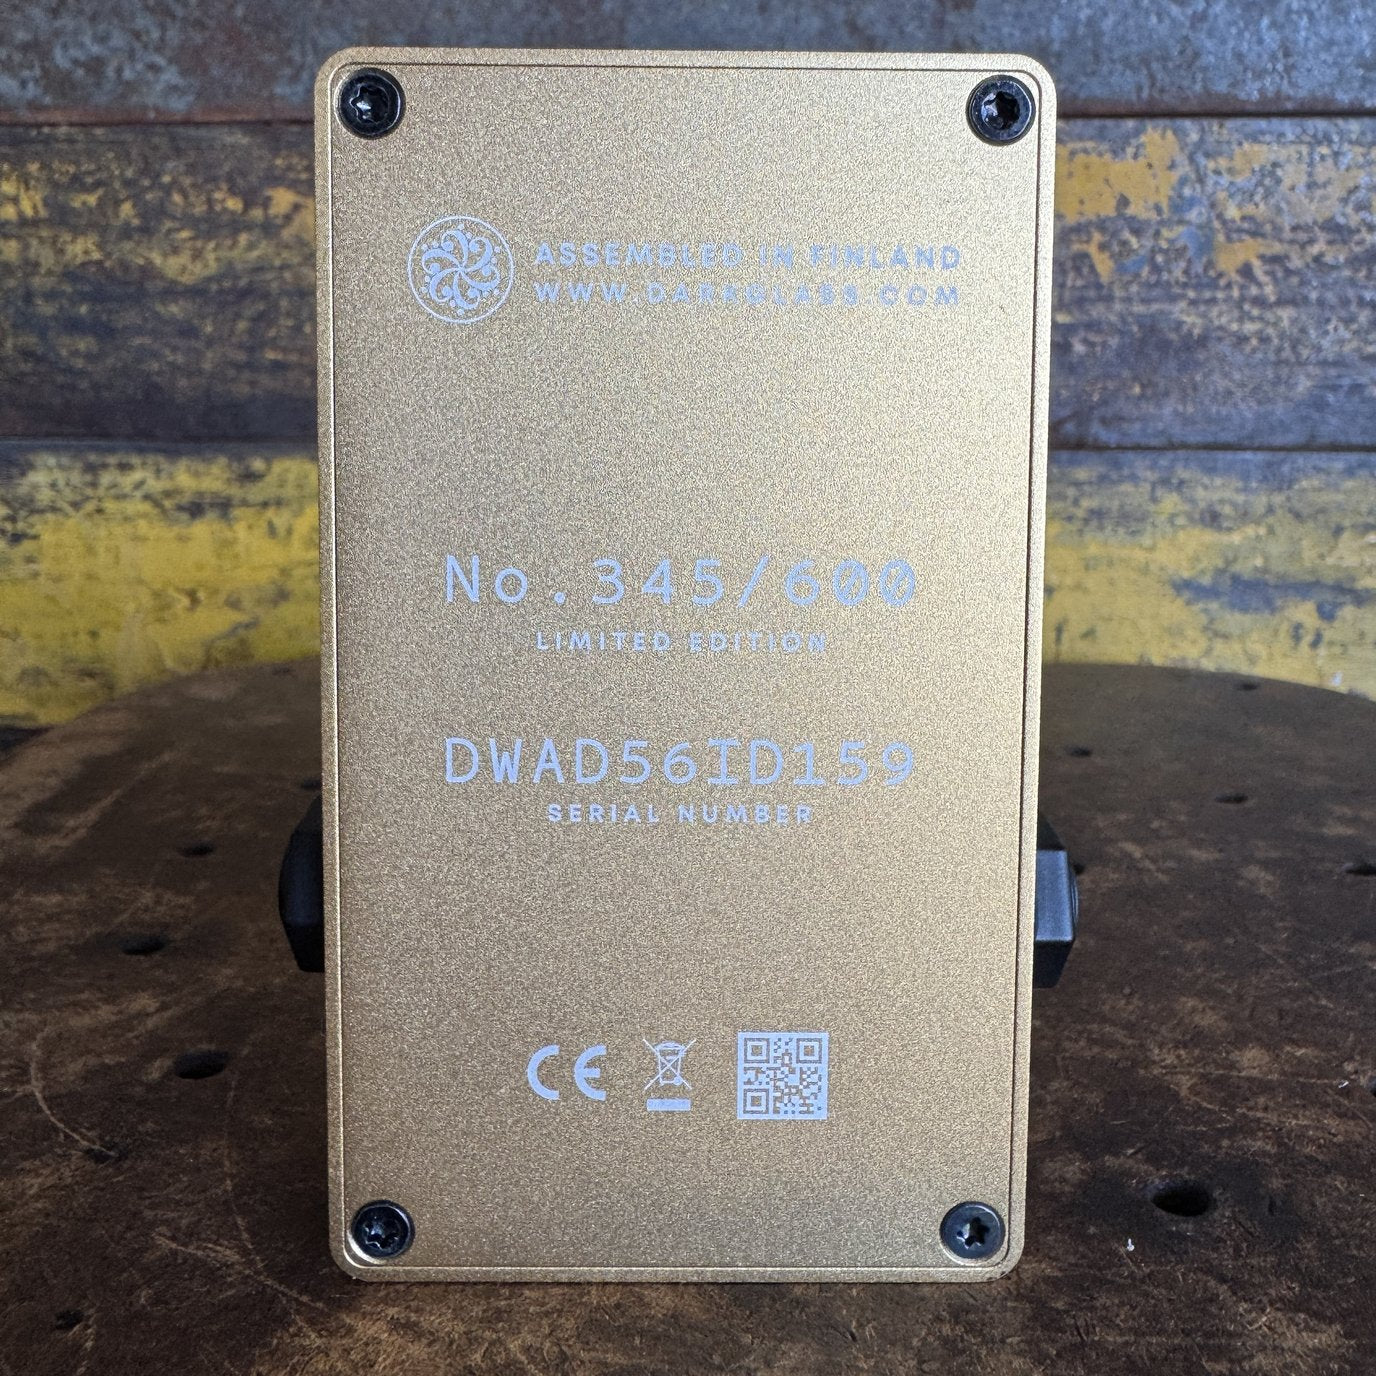 ASSEMBLED IN FINLAND
WWW.DARKGLASS.COM
No.345/600
LIMITED EDITION
DWAD56ID159
SERIAL NUMBER
CE